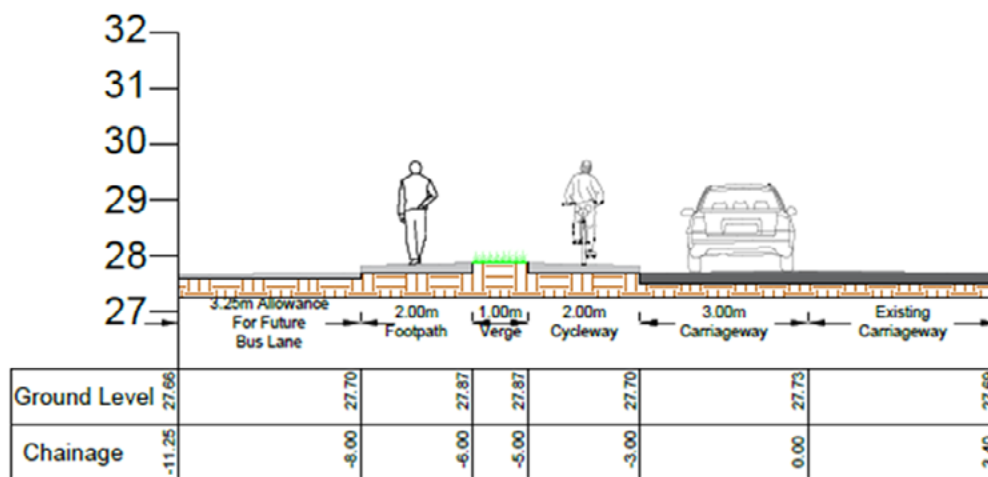 32
31
30
29
28
27
3.25m Allowance
For Future
Bus Lane
2.00m
Footpath
1.00m
Verge
2.00m
Cycleway
3.00m
Carriageway
Existing
Carriageway
Ground Level 27.66 27.70 27.87 27.87 27.70 27.73 27.69
Chainage -11.25 -8.00 -6.00 -5.00 -3.00 0.00